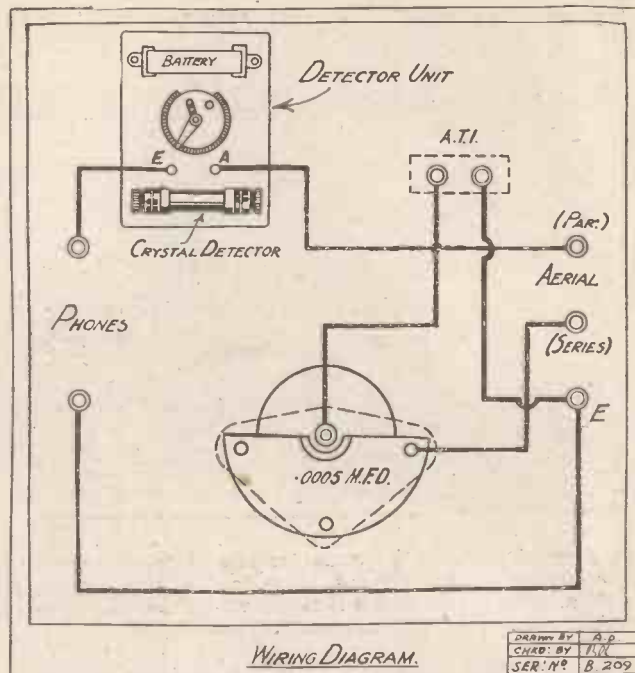 BATTERY
DETECTOR UNIT
E A
CRYSTAL DETECTOR
A.T.I.
(PAR:)
AERIAL
(SERIES)
PHONES
E
.0005 M.F.D.
WIRING DIAGRAM.
DRAWN BY A.D.
CHKD: BY
SER: Nº B. 209